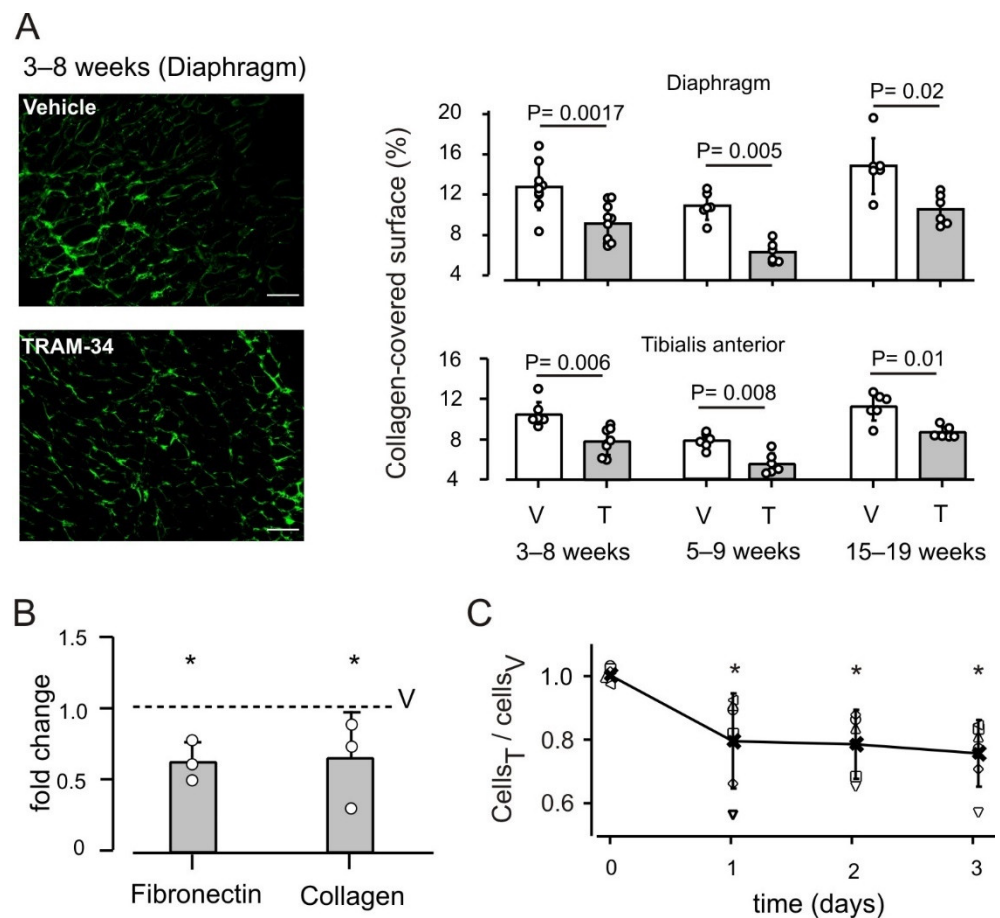 A
3–8 weeks (Diaphragm)
Vehicle
TRAM-34
Collagen-covered surface (%)
Diaphragm
P= 0.0017
P= 0.005
P= 0.02
20
16
12
8
4
Tibialis anterior
P= 0.006
P= 0.008
P= 0.01
16
12
8
4
V T V T V T
3–8 weeks 5–9 weeks 15–19 weeks
B
fold change
1.5
1.0
0.5
0
* *
V
Fibronectin Collagen
C
Cells_T / cells_V
1.0
0.8
0.6
* * *
0 1 2 3
time (days)